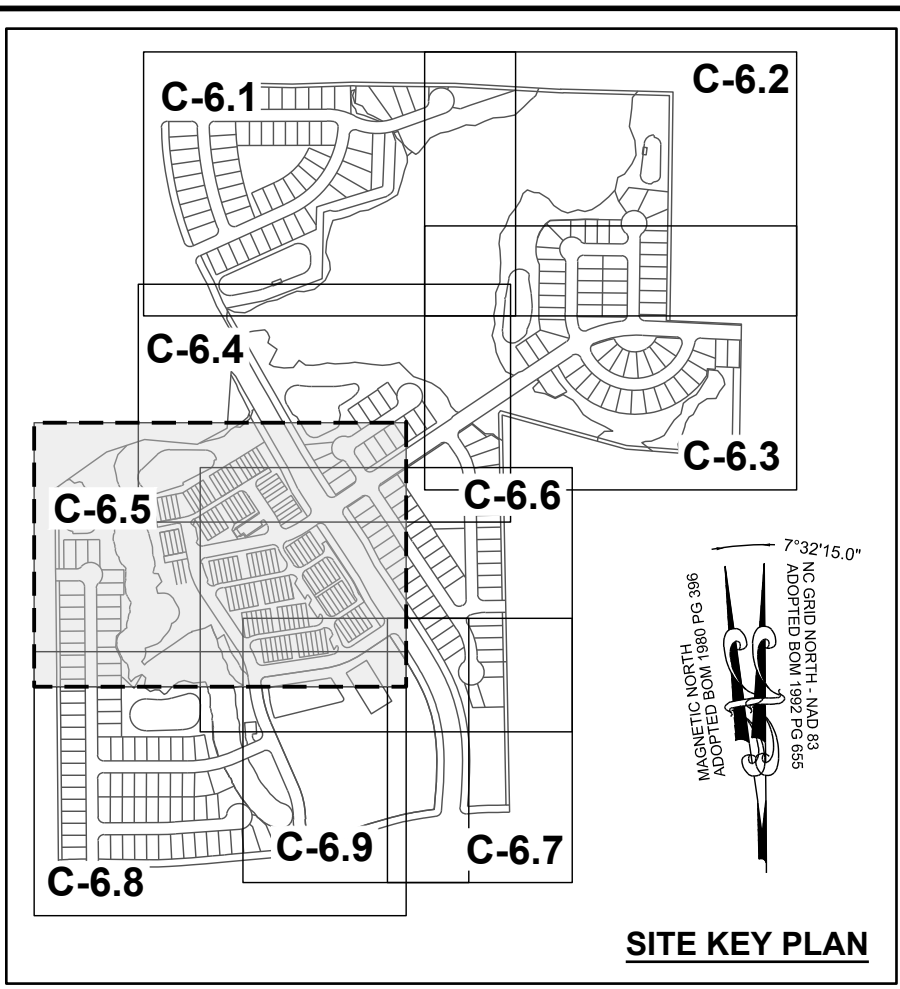 C-6.1
C-6.2
C-6.4
C-6.3
C-6.5
C-6.6
7°32'15.0"
MAGNETIC NORTH
ADOPTED BOM 1980 PG 396
NC GRID NORTH - NAD 83
ADOPTED BOM 1992 PG 655
C-6.9
C-6.7
C-6.8
SITE KEY PLAN